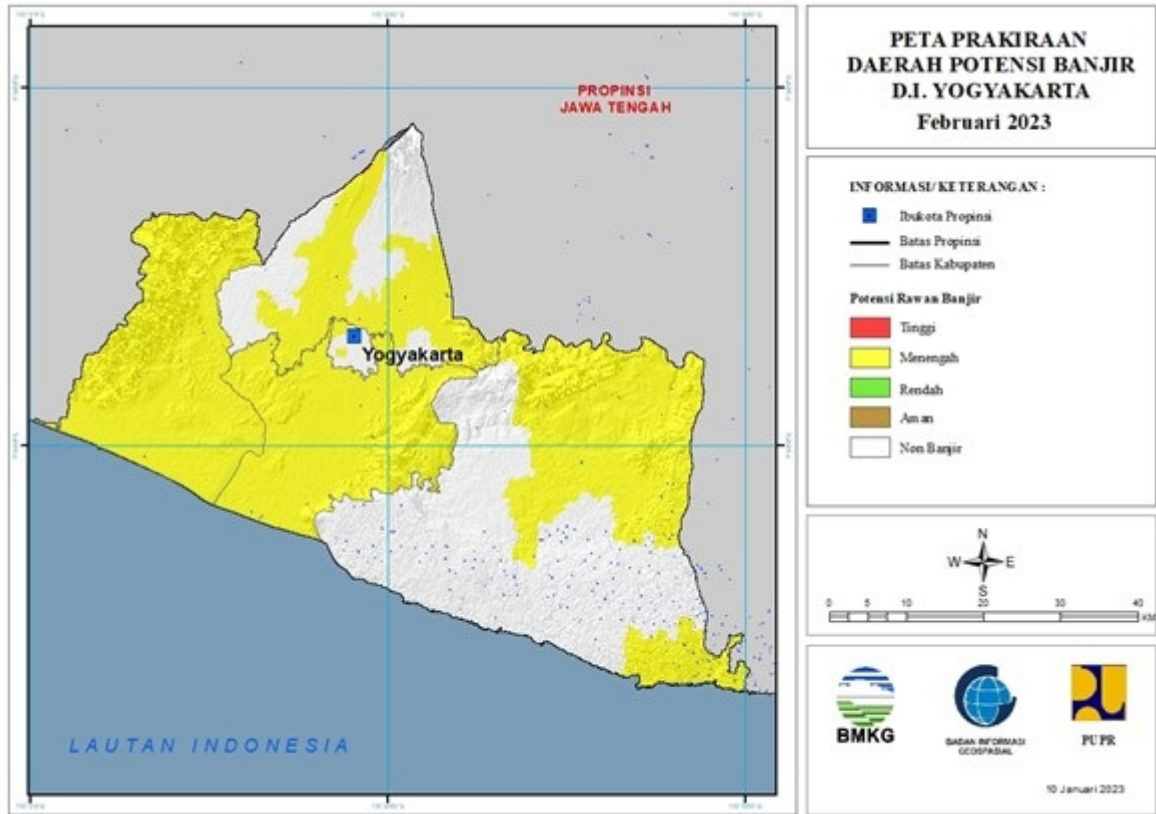 PETA PRAKIRAAN
DAERAH POTENSI BANJIR
D.I. YOGYAKARTA
Februari 2023
PROPINSI
JAWA TENGAH
Yogyakarta
LAUTAN INDONESIA
INFORMASI/KETERANGAN :
Ibukota Propinsi
Batas Propinsi
Batas Kabupaten
Potensi Rawan Banjir
Tinggi
Menengah
Rendah
Aman
Non Banjir
N
W E
S
0 5 10 20 30 40
KM
BMKG
BADAN INFORMASI
GEOSPASIAL
PUPR
10 Januari 2023